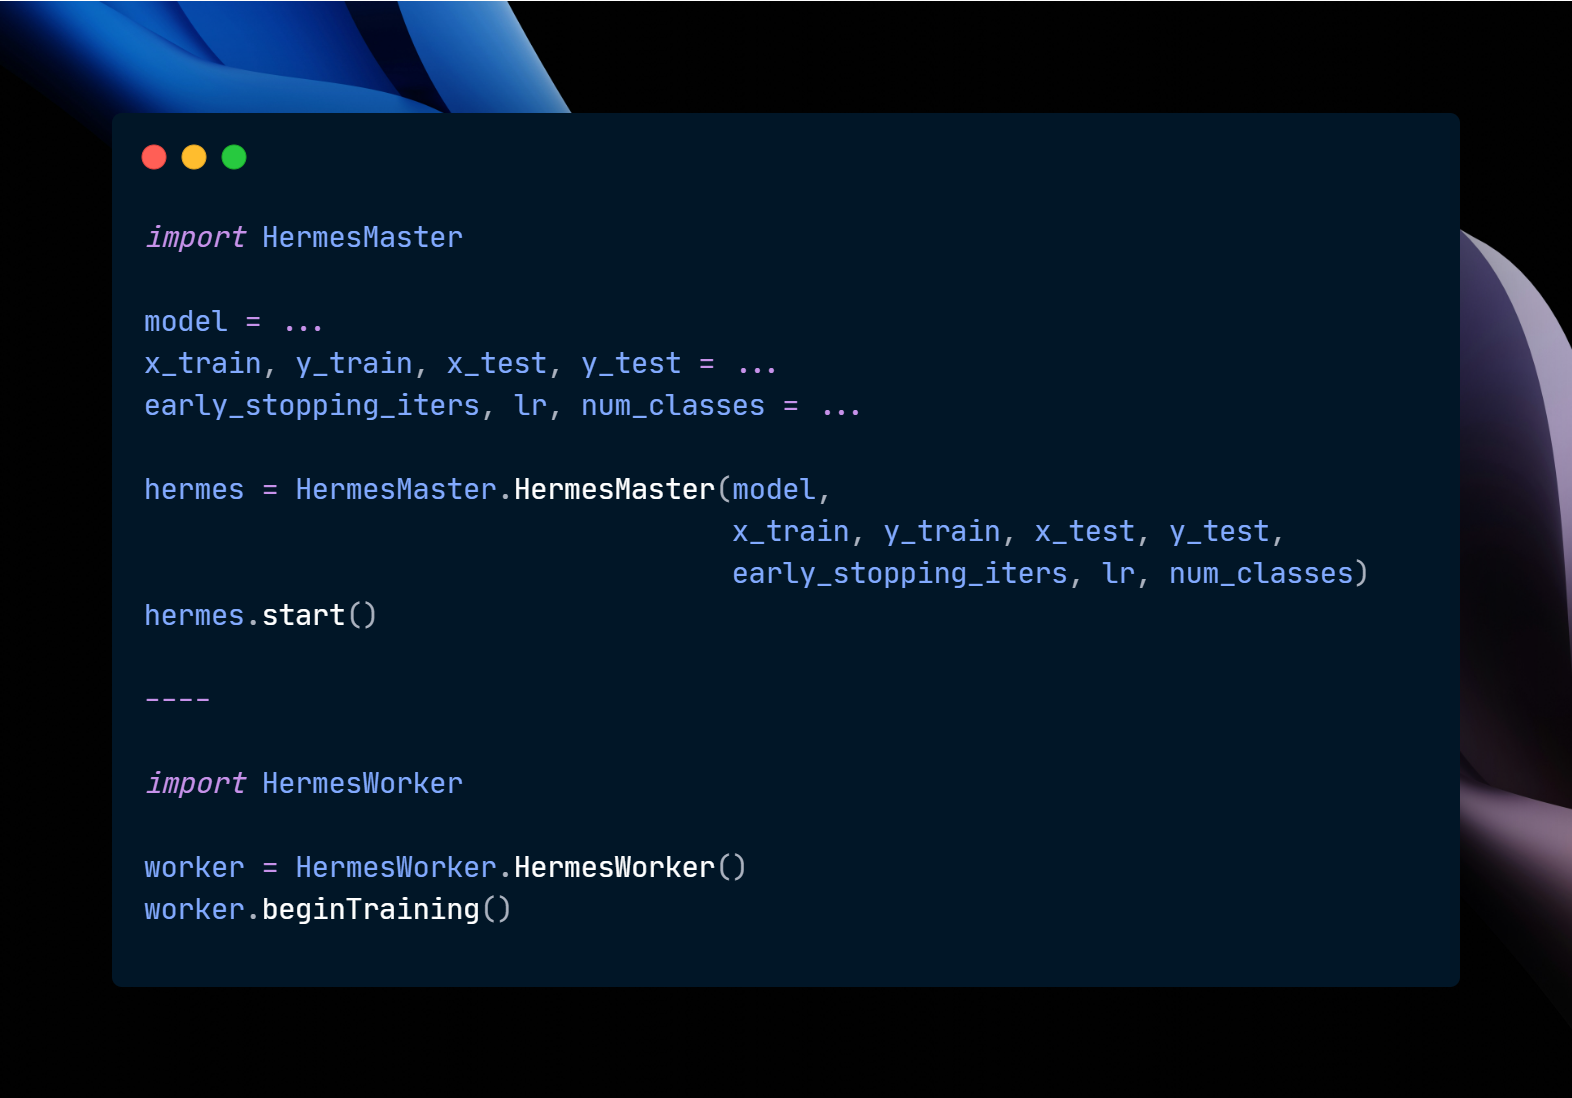 import HermesMaster
model = ...
x_train, y_train, x_test, y_test = ...
early_stopping_iters, lr, num_classes = ...
hermes = HermesMaster.HermesMaster(model,
x_train, y_train, x_test, y_test,
early_stopping_iters, lr, num_classes)
hermes.start()
----
import HermesWorker
worker = HermesWorker.HermesWorker()
worker.beginTraining()